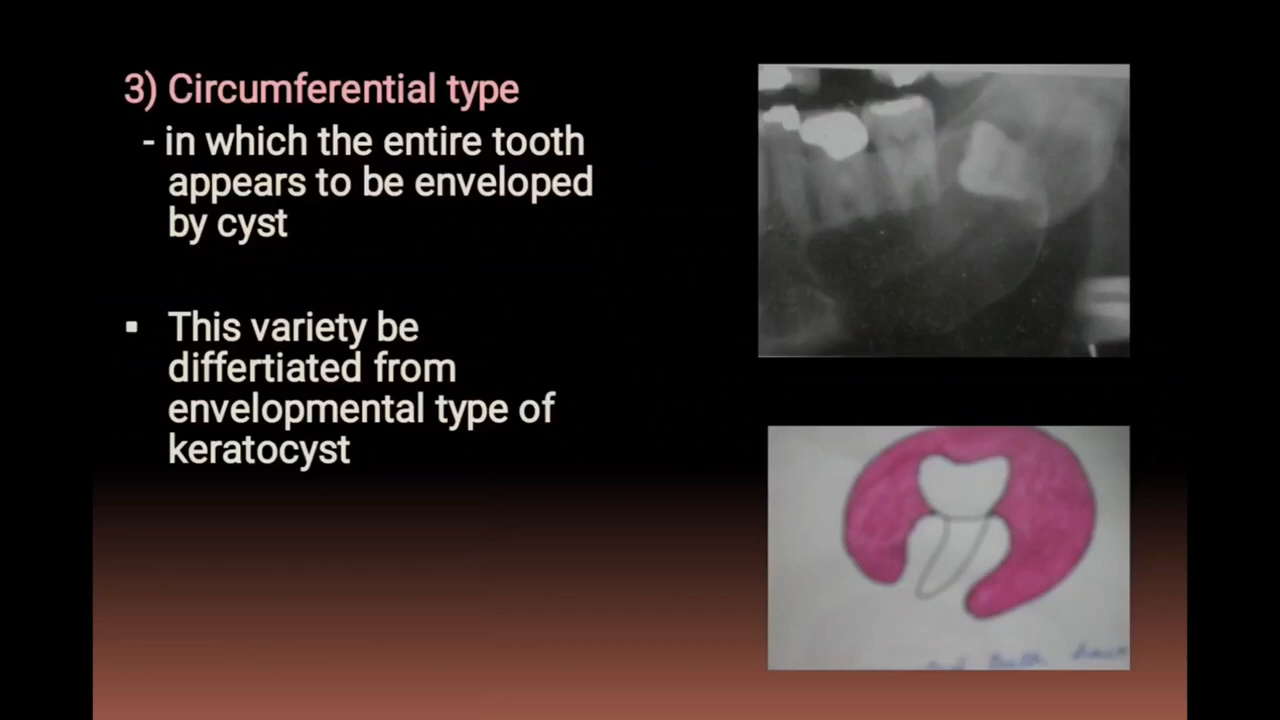 3) Circumferential type
- in which the entire tooth
appears to be enveloped
by cyst
▪ This variety be
differtiated from
envelopmental type of
keratocyst